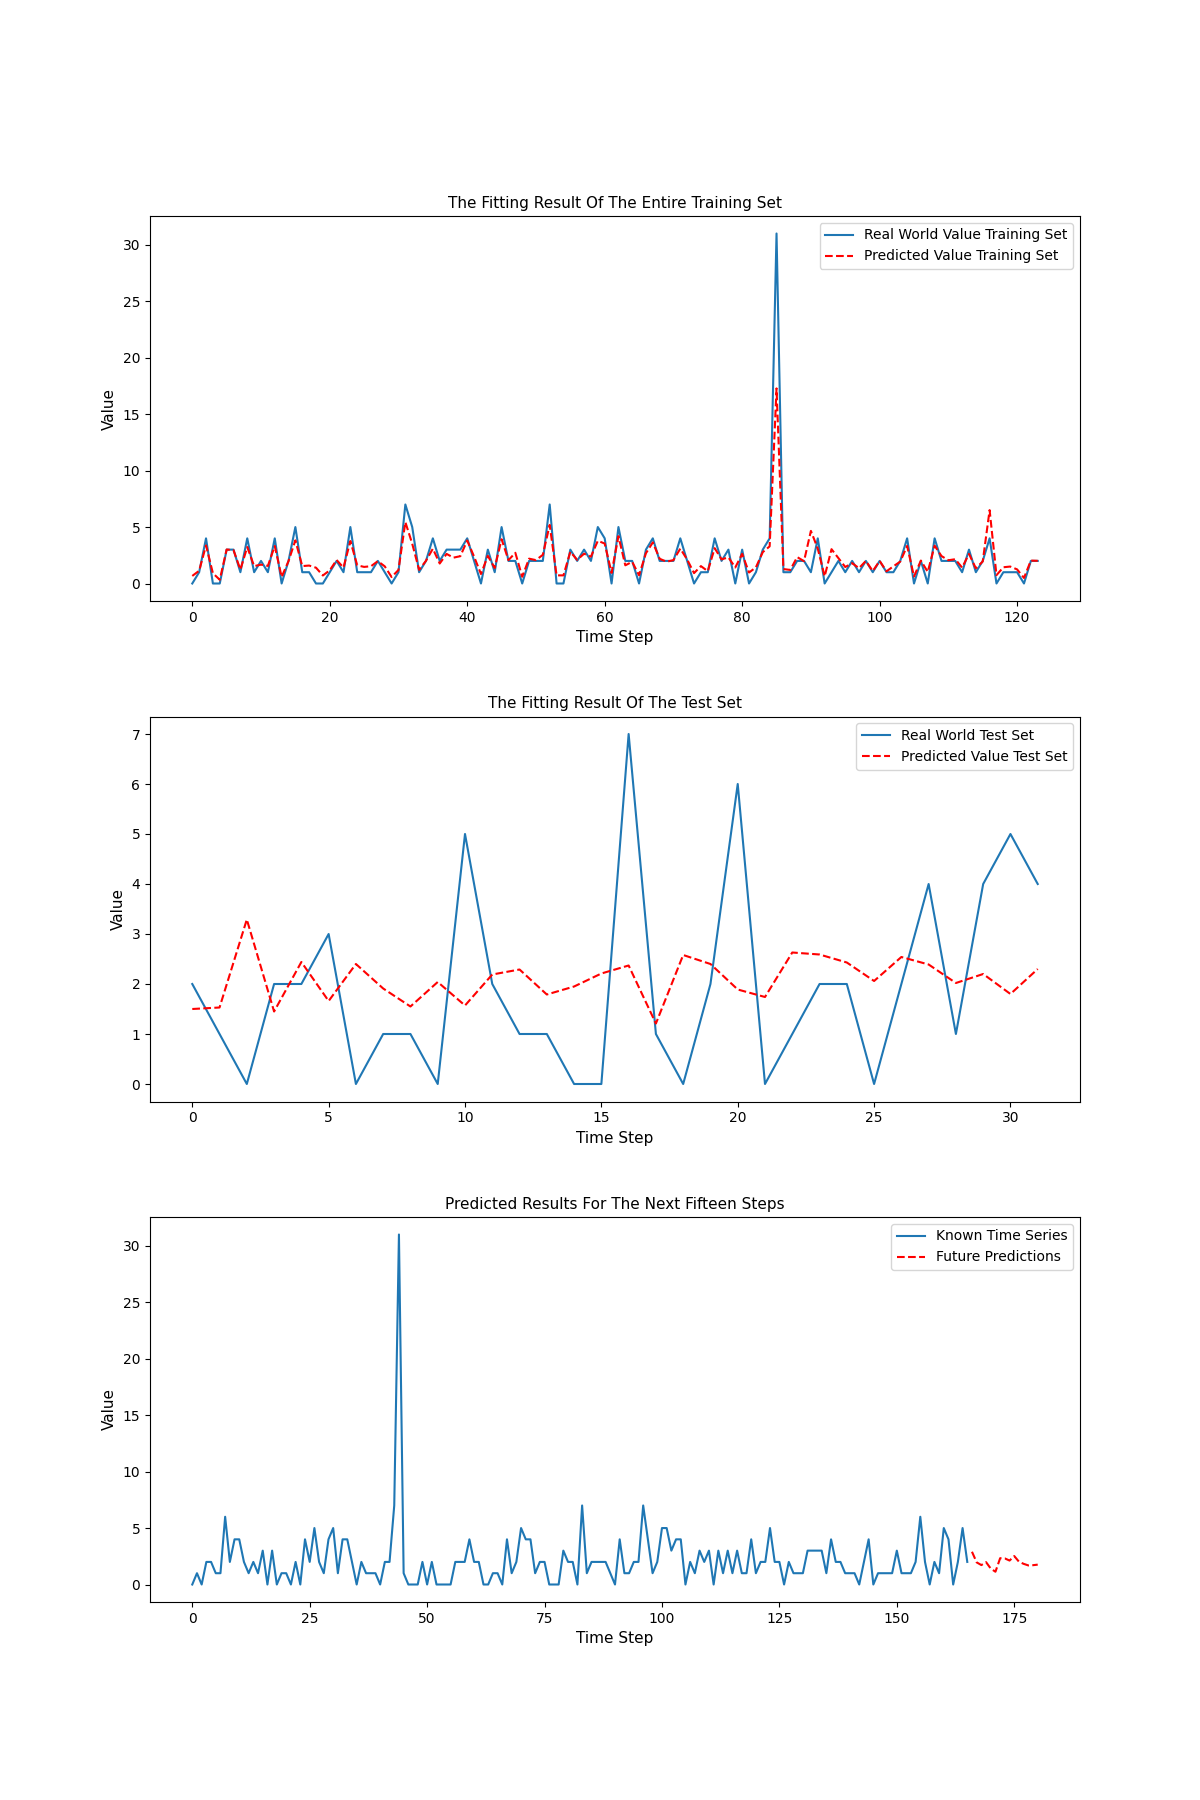 The Fitting Result Of The Entire Training Set
Real World Value Training Set
Predicted Value Training Set
30
25
20
15
10
5
0
Value
0 20 40 60 80 100 120
Time Step
The Fitting Result Of The Test Set
Real World Test Set
Predicted Value Test Set
7
6
5
4
3
2
1
0
Value
0 5 10 15 20 25 30
Time Step
Predicted Results For The Next Fifteen Steps
Known Time Series
Future Predictions
30
25
20
15
10
5
0
Value
0 25 50 75 100 125 150 175
Time Step